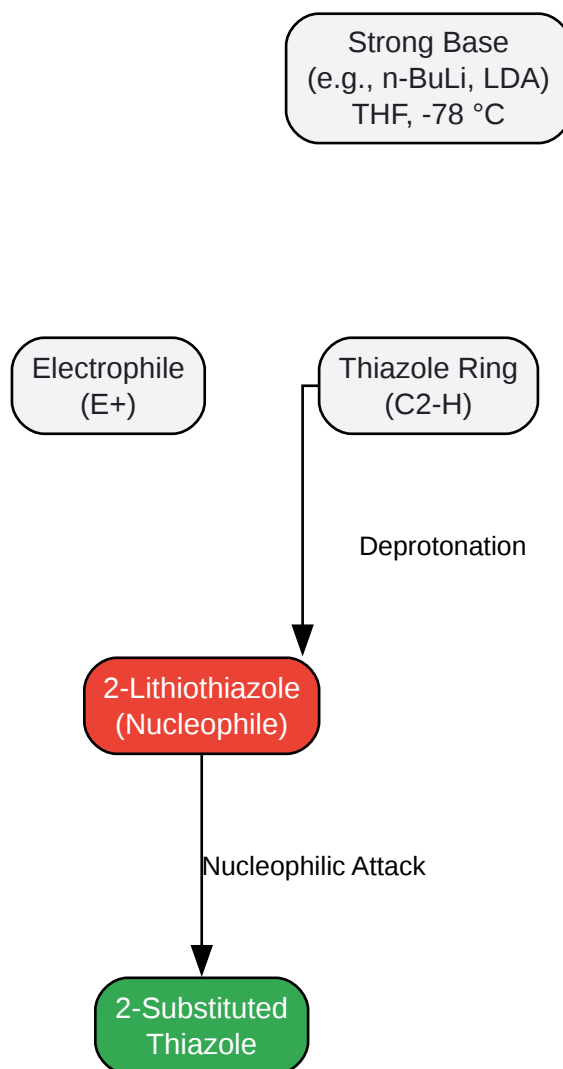 Strong Base
(e.g., n-BuLi, LDA)
THF, -78 °C
Electrophile
(E+)
Thiazole Ring
(C2-H)
Deprotonation
2-Lithiothiazole
(Nucleophile)
Nucleophilic Attack
2-Substituted
Thiazole